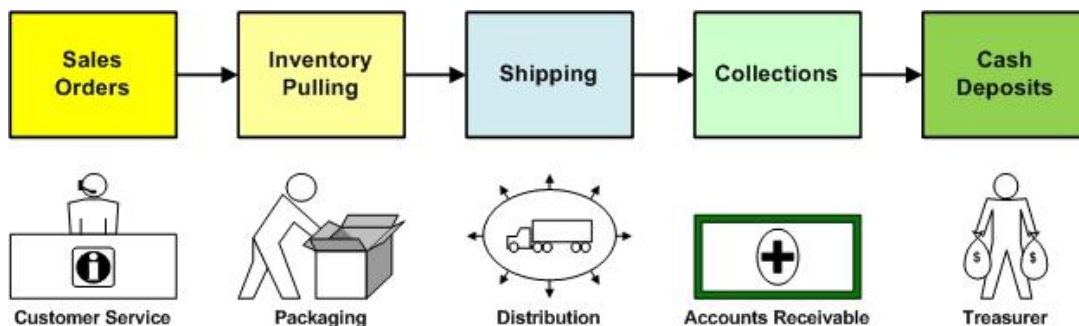 Sales
Orders
Inventory
Pulling
Shipping
Collections
Cash
Deposits
i
$
$
Customer Service
Packaging
Distribution
Accounts Receivable
Treasurer